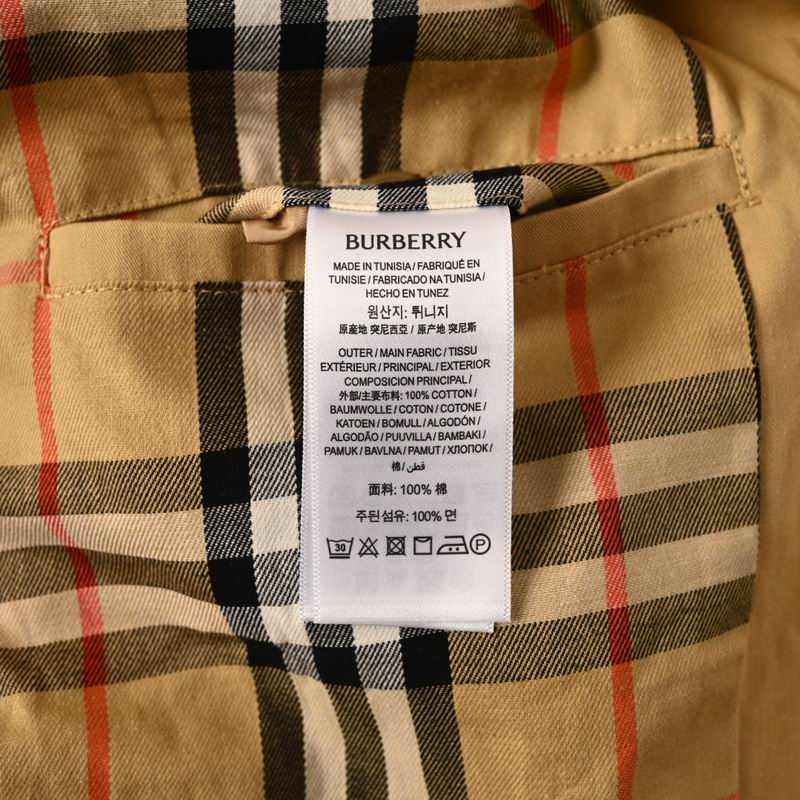 BURBERRY
MADE IN TUNISIA / FABRIQUÉ EN
TUNISIE / FABRICADO NA TUNISIA /
HECHO EN TUNEZ
원산지: 튀니지
原産地 突尼西亞 / 原产地 突尼斯
OUTER / MAIN FABRIC / TISSU
EXTÉRIEUR / PRINCIPAL / EXTERIOR
COMPOSICION PRINCIPAL /
外部/主要布料: 100% COTTON /
BAUMWOLLE / COTON / COTONE /
KATOEN / BOMULL / ALGODÓN /
ALGODÃO / PUUVILLA / BAMBAKI /
PAMUK / BAVLNA / PAMUT / ХЛОПОК /
棉 / قطن
面料: 100% 棉
주된섬유: 100% 면
30 P